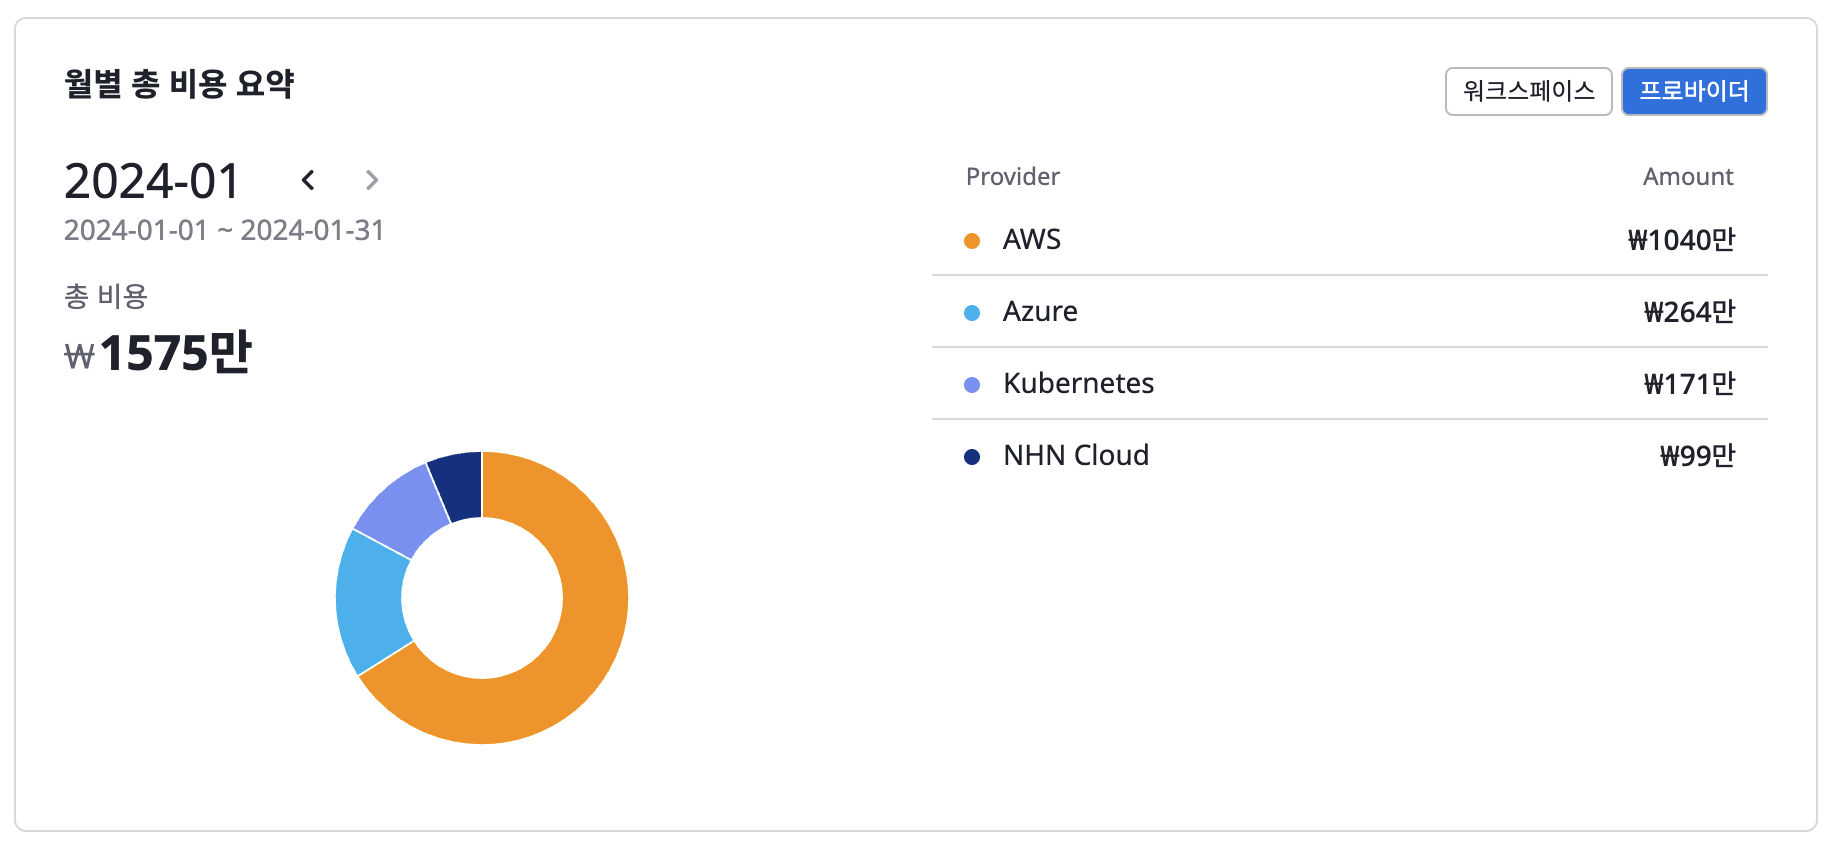 월별 총 비용 요약
워크스페이스
프로바이더
2024-01
2024-01-01 ~ 2024-01-31
총 비용
₩1575만
Provider Amount
AWS ₩1040만
Azure ₩264만
Kubernetes ₩171만
NHN Cloud ₩99만